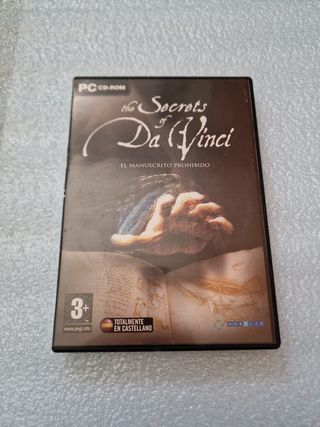 PC CD-ROM
the Secrets
of
Da Vinci
EL MANUSCRITO PROHIBIDO
3+
www.pegi.info
TOTALMENTE
EN CASTELLANO